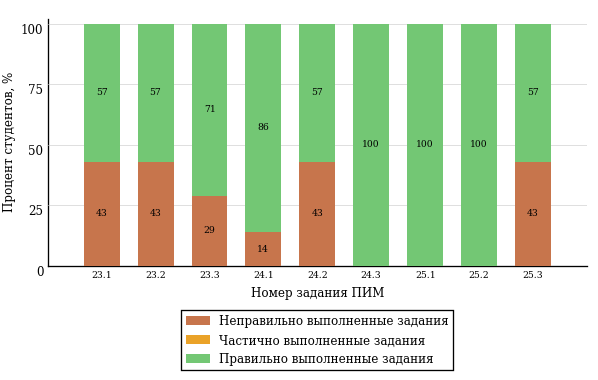 Процент студентов, %
100
75
50
25
0
57 57 71 86 57 100 100 100 57
43 43 29 14 43 43
23.1 23.2 23.3 24.1 24.2 24.3 25.1 25.2 25.3
Номер задания ПИМ
Неправильно выполненные задания
Частично выполненные задания
Правильно выполненные задания